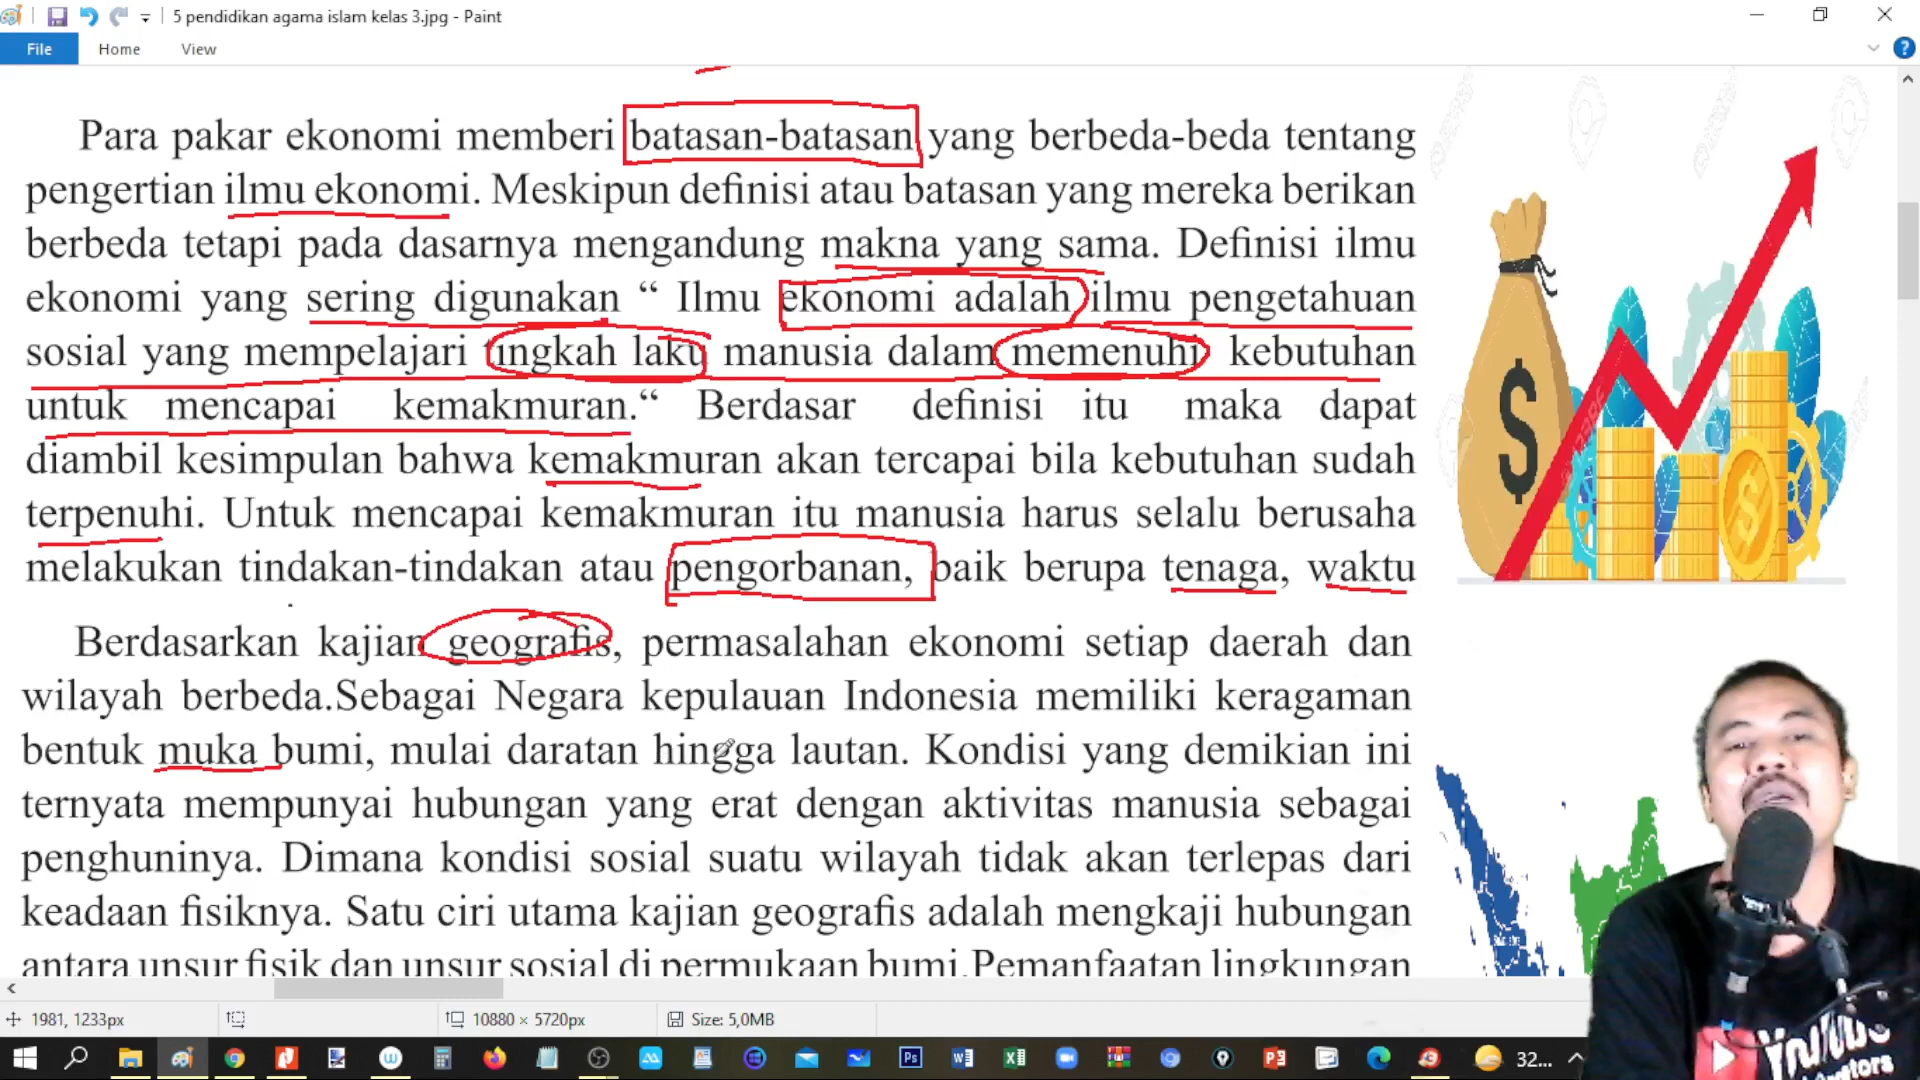 5 pendidikan agama islam kelas 3.jpg - Paint
File Home View
Para pakar ekonomi memberi batasan-batasan yang berbeda-beda tentang
pengertian ilmu ekonomi. Meskipun definisi atau batasan yang mereka berikan
berbeda tetapi pada dasarnya mengandung makna yang sama. Definisi ilmu
ekonomi yang sering digunakan “ Ilmu ekonomi adalah ilmu pengetahuan
sosial yang mempelajari tingkah laku manusia dalam memenuhi kebutuhan
untuk mencapai kemakmuran.“ Berdasar definisi itu maka dapat
diambil kesimpulan bahwa kemakmuran akan tercapai bila kebutuhan sudah
terpenuhi. Untuk mencapai kemakmuran itu manusia harus selalu berusaha
melakukan tindakan-tindakan atau pengorbanan, baik berupa tenaga, waktu
Berdasarkan kajian geografis, permasalahan ekonomi setiap daerah dan
wilayah berbeda.Sebagai Negara kepulauan Indonesia memiliki keragaman
bentuk muka bumi, mulai daratan hingga lautan. Kondisi yang demikian ini
ternyata mempunyai hubungan yang erat dengan aktivitas manusia sebagai
penghuninya. Dimana kondisi sosial suatu wilayah tidak akan terlepas dari
keadaan fisiknya. Satu ciri utama kajian geografis adalah mengkaji hubungan
antara unsur fisik dan unsur sosial di permukaan bumi.Pemanfaatan lingkungan
$
$
1981, 1233px
10880 × 5720px
Size: 5,0MB
32...
YouTube